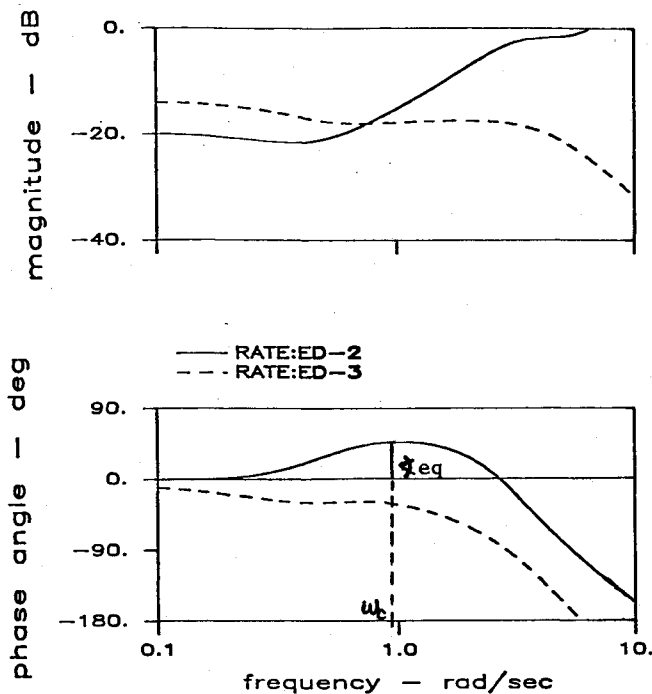 magnitude — dB
0.
-20.
-40.
RATE:ED-2
RATE:ED-3
phase angle — deg
90.
0.
-90.
-180.
∡eq
ωc
0.1
1.0
10.
frequency — rad/sec